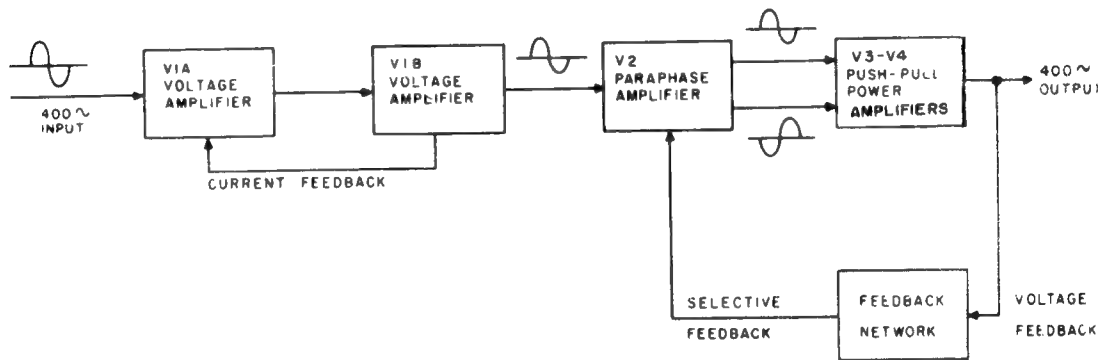 400~
INPUT
V1A
VOLTAGE
AMPLIFIER
V1B
VOLTAGE
AMPLIFIER
CURRENT FEEDBACK
V2
PARAPHASE
AMPLIFIER
V3-V4
PUSH-PULL
POWER
AMPLIFIERS
400~
OUTPUT
SELECTIVE
FEEDBACK
FEEDBACK
NETWORK
VOLTAGE
FEEDBACK